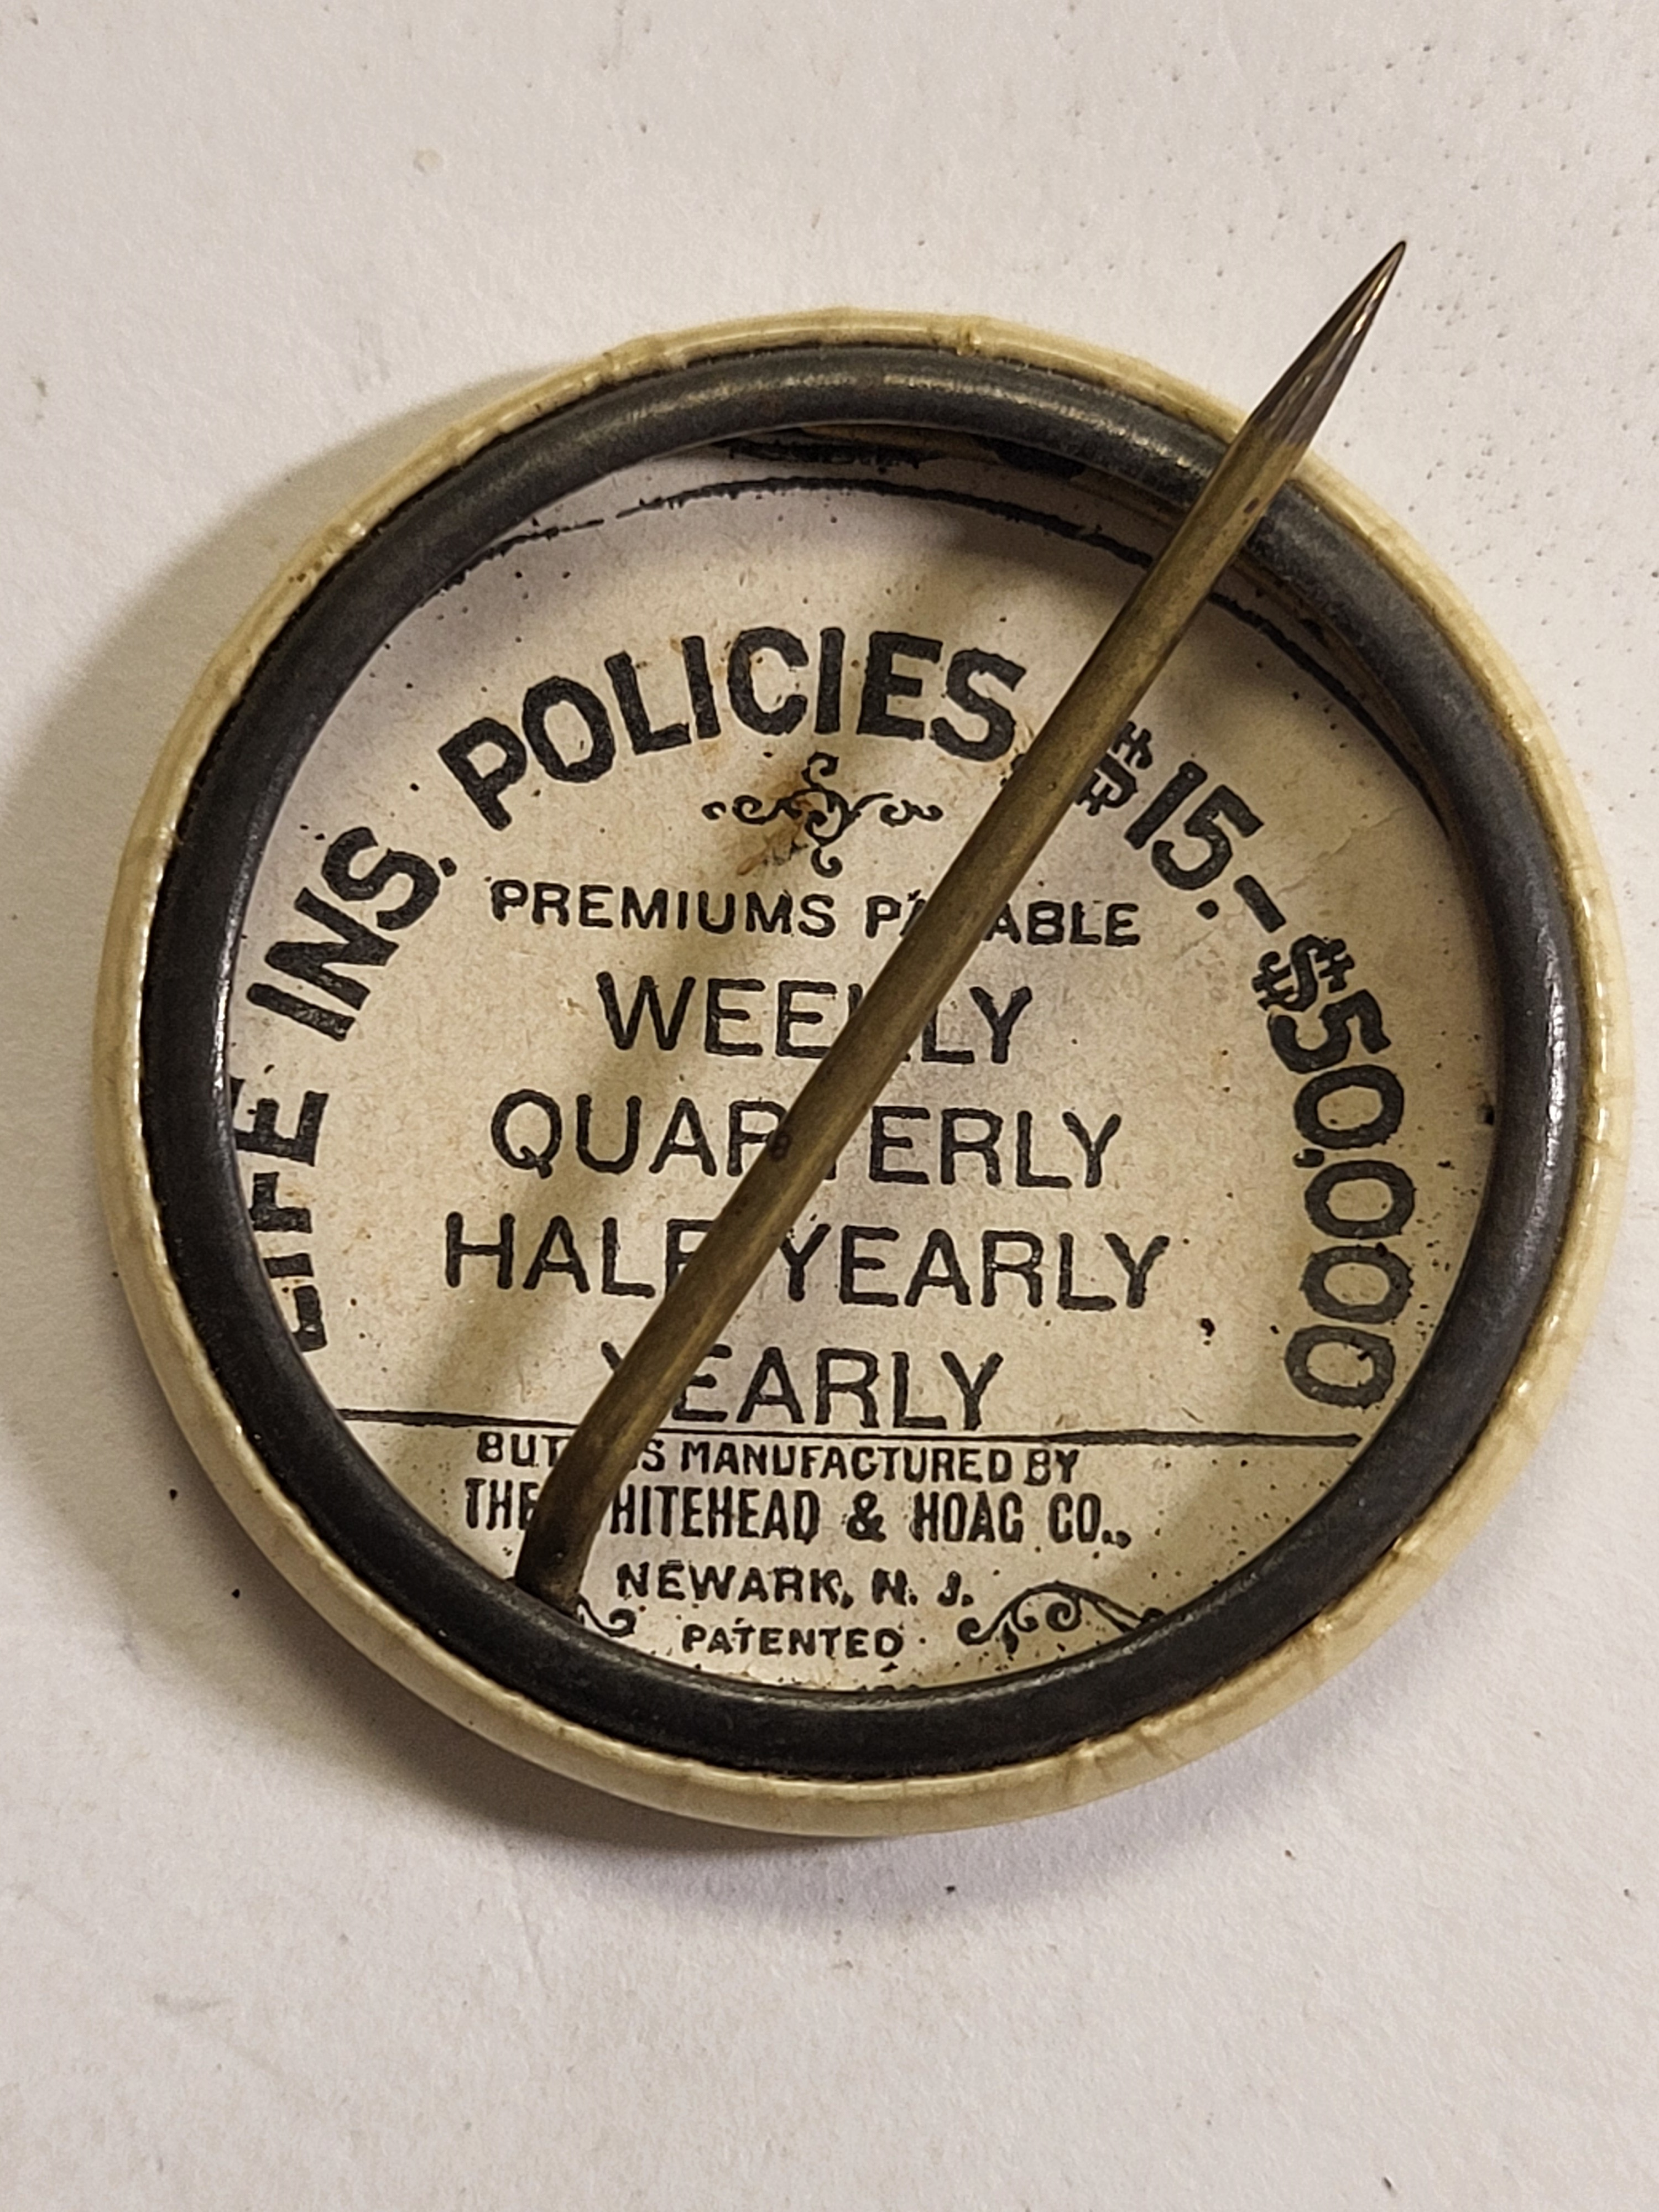 LIFE INS. POLICIES, $15.-$50,000
PREMIUMS PAYABLE
WEEKLY
QUARTERLY
HALF YEARLY
YEARLY
BUTTONS MANUFACTURED BY
THE WHITEHEAD & HOAG CO.,
NEWARK, N. J.
PATENTED